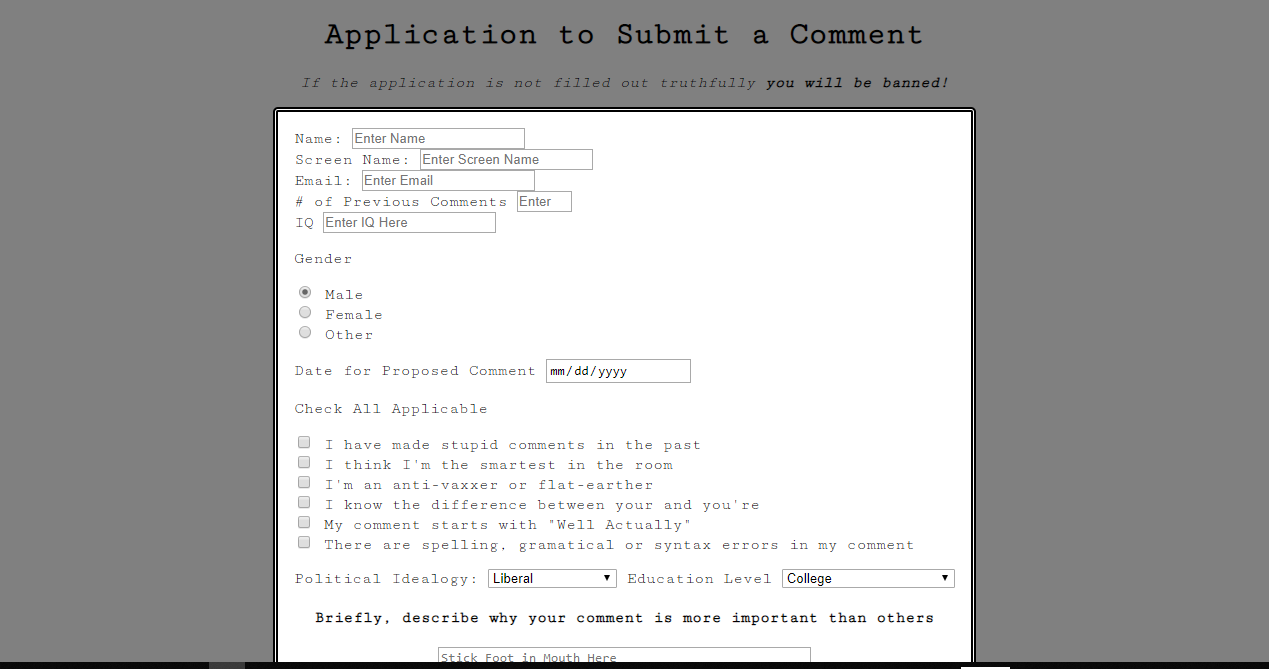 Application to Submit a Comment
If the application is not filled out truthfully you will be banned!
Name: Enter Name
Screen Name: Enter Screen Name
Email: Enter Email
# of Previous Comments Enter
IQ Enter IQ Here
Gender
Male
Female
Other
Date for Proposed Comment mm/dd/yyyy
Check All Applicable
I have made stupid comments in the past
I think I'm the smartest in the room
I'm an anti-vaxxer or flat-earther
I know the difference between your and you're
My comment starts with "Well Actually"
There are spelling, gramatical or syntax errors in my comment
Political Idealogy: Liberal Education Level College
Briefly, describe why your comment is more important than others
Stick Foot in Mouth Here